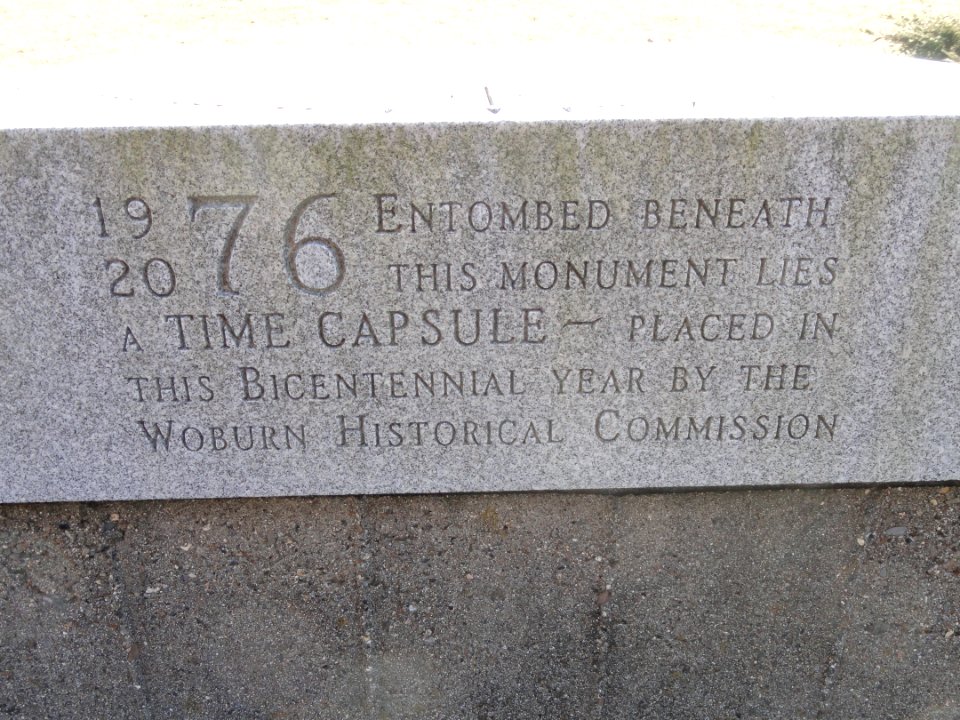 19 76 ENTOMBED BENEATH
20 THIS MONUMENT LIES
A TIME CAPSULE ~ PLACED IN
THIS BICENTENNIAL YEAR BY THE
WOBURN HISTORICAL COMMISSION